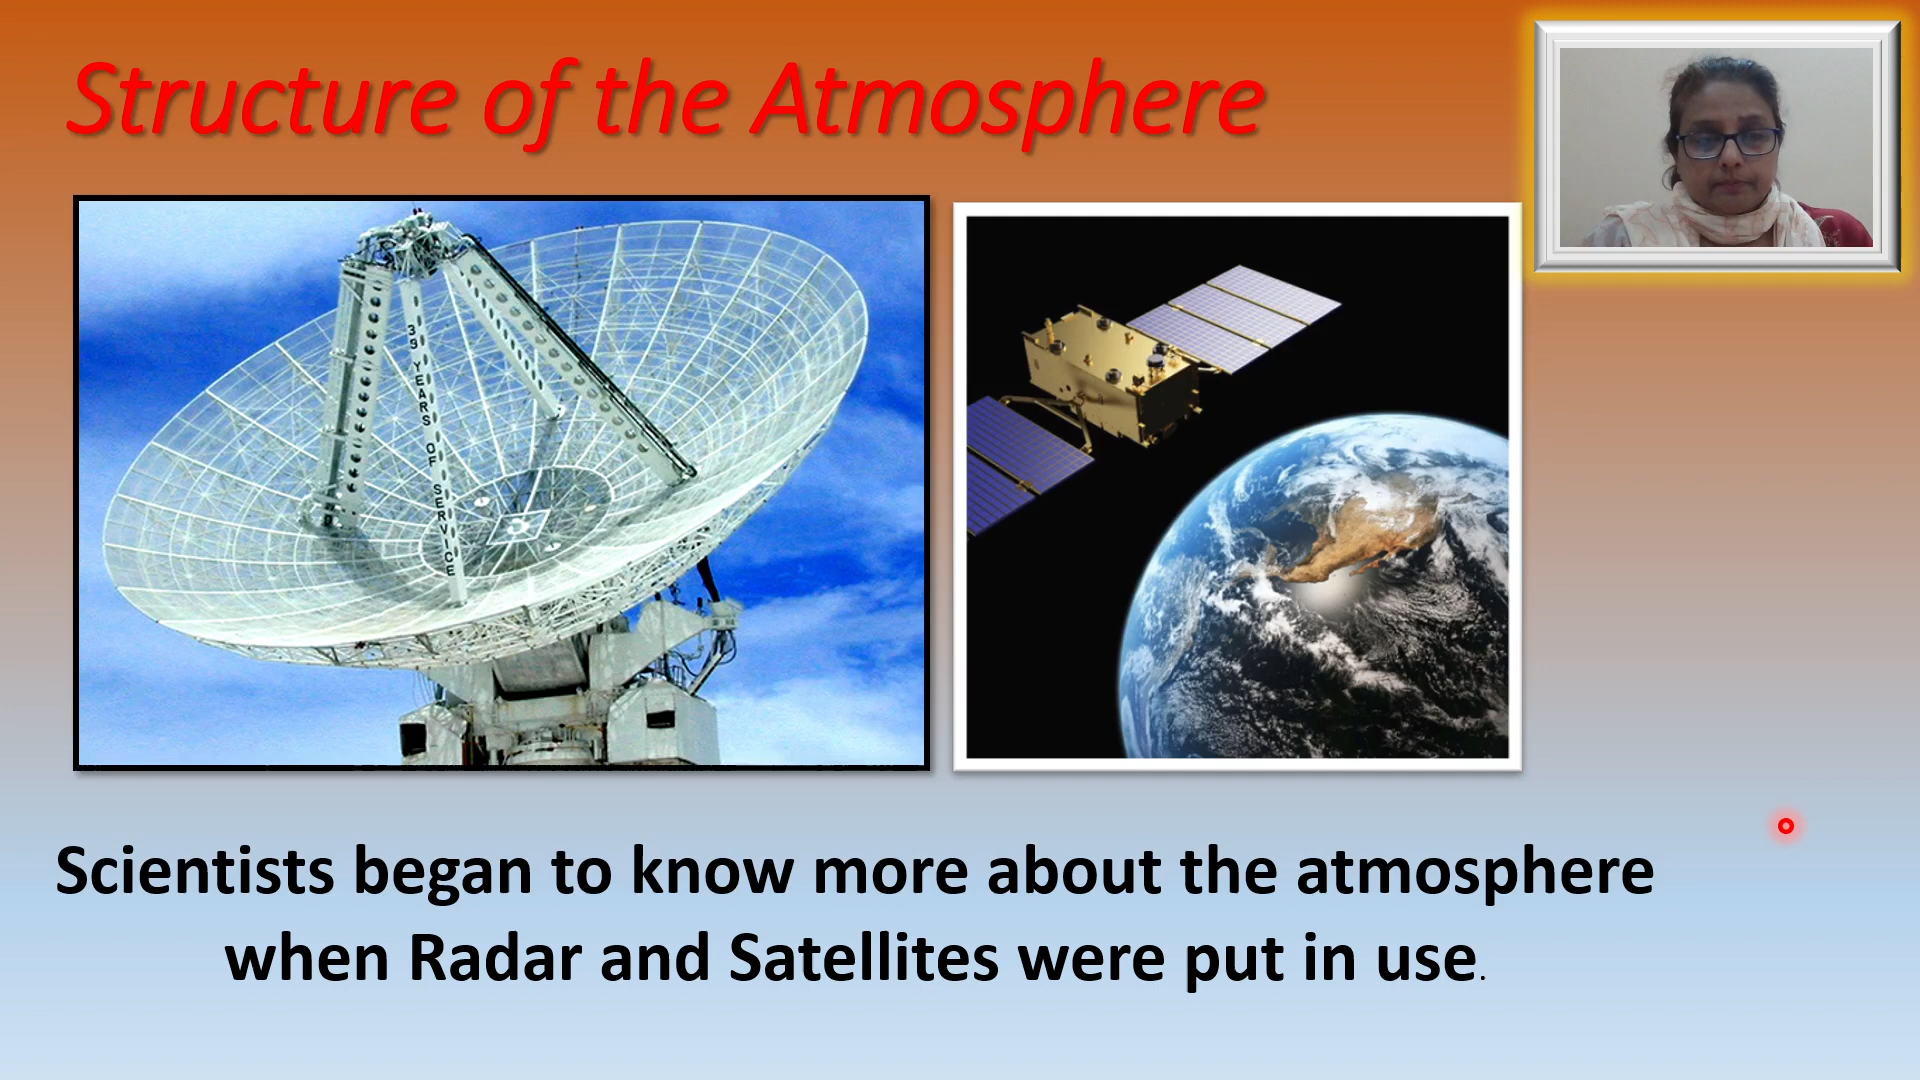 Structure of the Atmosphere
39 YEARS OF SERVICE
Scientists began to know more about the atmosphere
when Radar and Satellites were put in use.